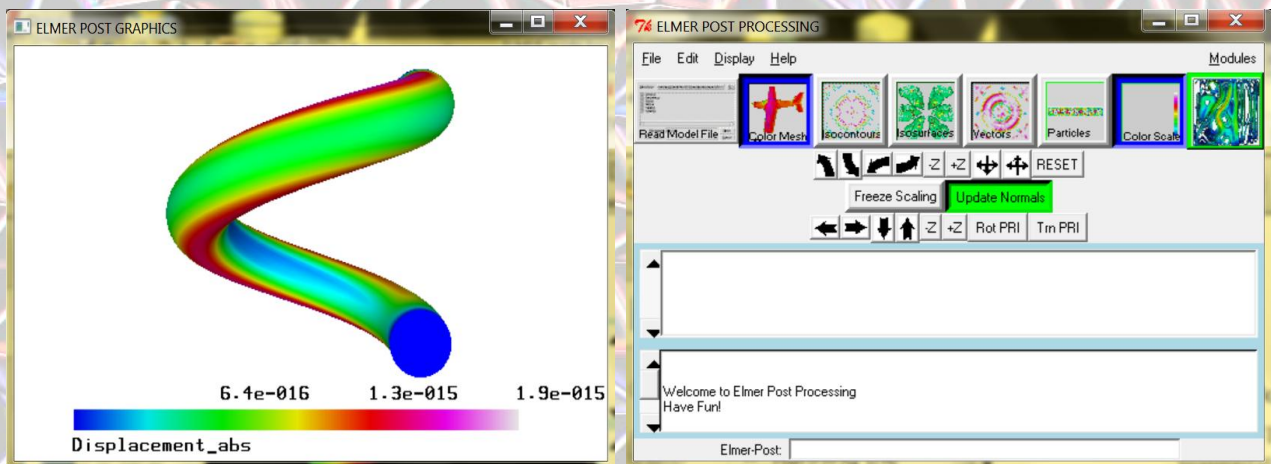 ELMER POST GRAPHICS
6.4e-016 1.3e-015 1.9e-015
Displacement_abs
ELMER POST PROCESSING
File Edit Display Help Modules
Read Model File Color Mesh Isocontours Isosurfaces Vectors Particles Color Scale
-Z +Z RESET
Freeze Scaling Update Normals
-Z +Z Rot PRI Trn PRI
Welcome to Elmer Post Processing
Have Fun!
Elmer-Post: